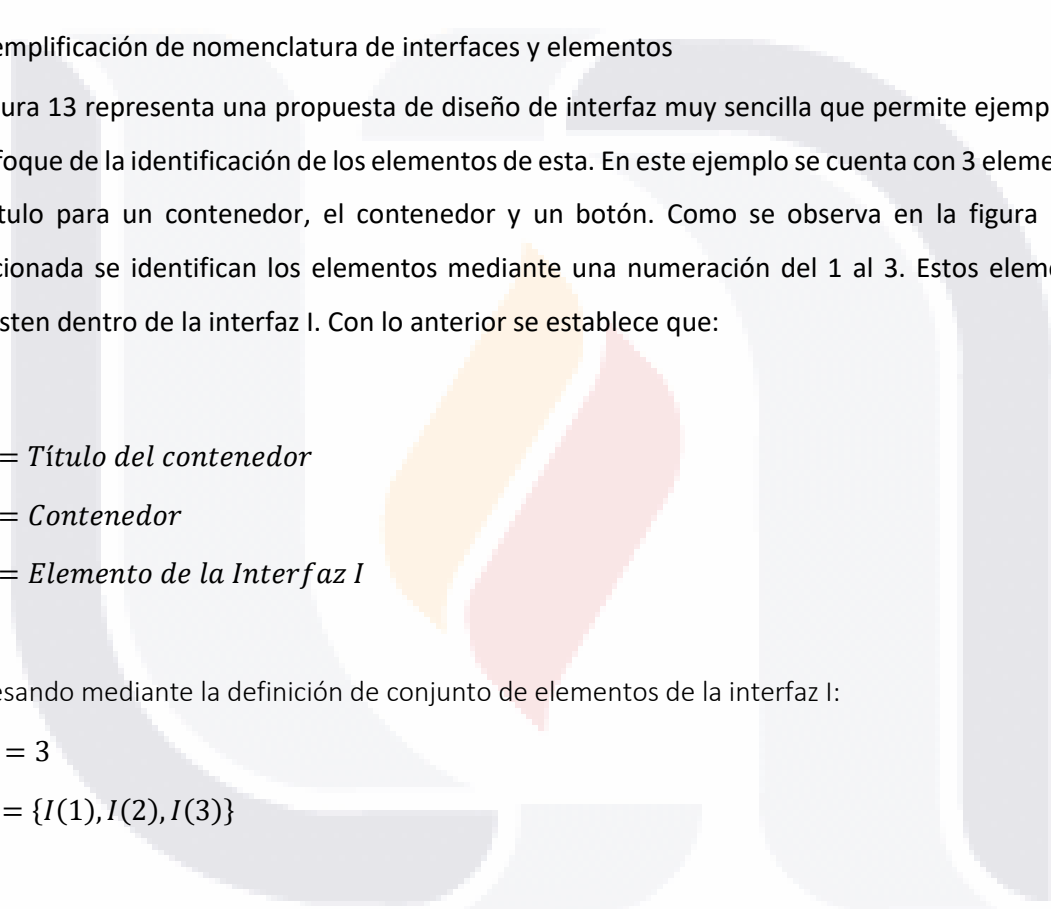 emplificación de nomenclatura de interfaces y elementos
ura 13 representa una propuesta de diseño de interfaz muy sencilla que permite ejemp
foque de la identificación de los elementos de esta. En este ejemplo se cuenta con 3 eleme
tulo para un contenedor, el contenedor y un botón. Como se observa en la figura
cionada se identifican los elementos mediante una numeración del 1 al 3. Estos eleme
sten dentro de la interfaz I. Con lo anterior se establece que:
= Título del contenedor
= Contenedor
= Elemento de la Interfaz I
esando mediante la definición de conjunto de elementos de la interfaz I:
= 3
= {I(1), I(2), I(3)}